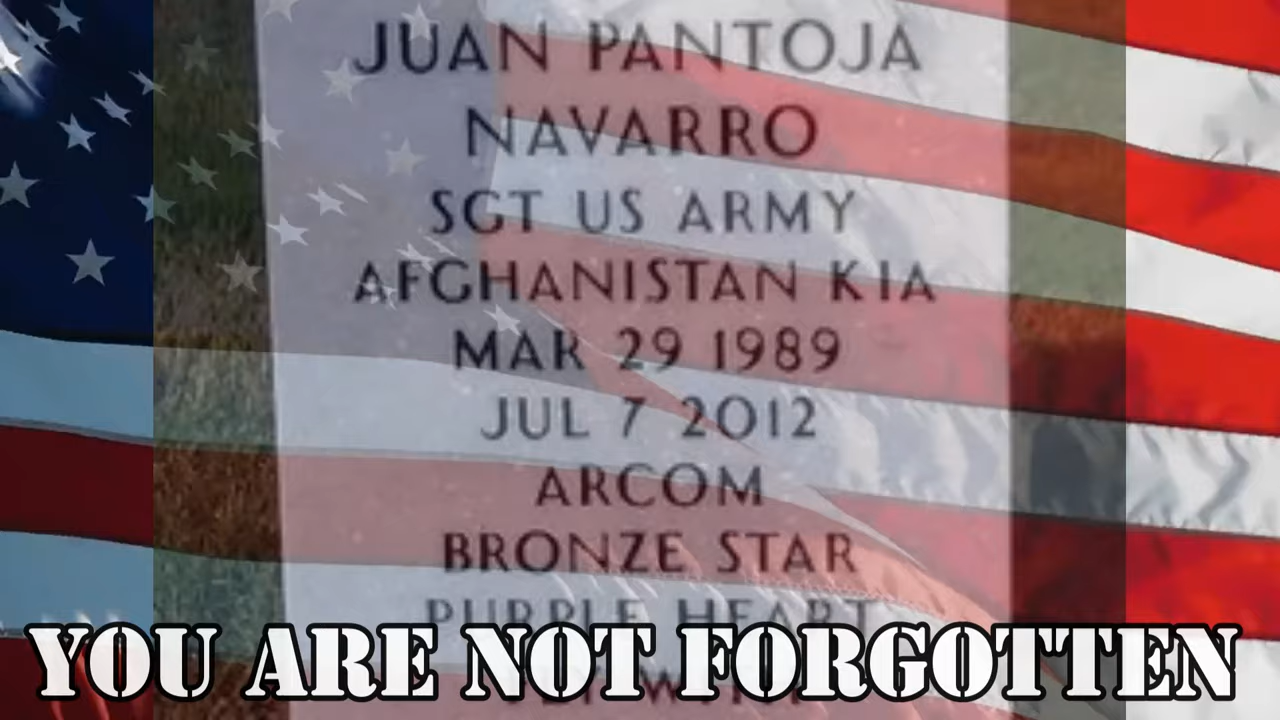 JUAN PANTOJA
NAVARRO
SGT US ARMY
AFGHANISTAN KIA
MAR 29 1989
JUL 7 2012
ARCOM
BRONZE STAR
PURPLE HEART
YOU ARE NOT FORGOTTEN